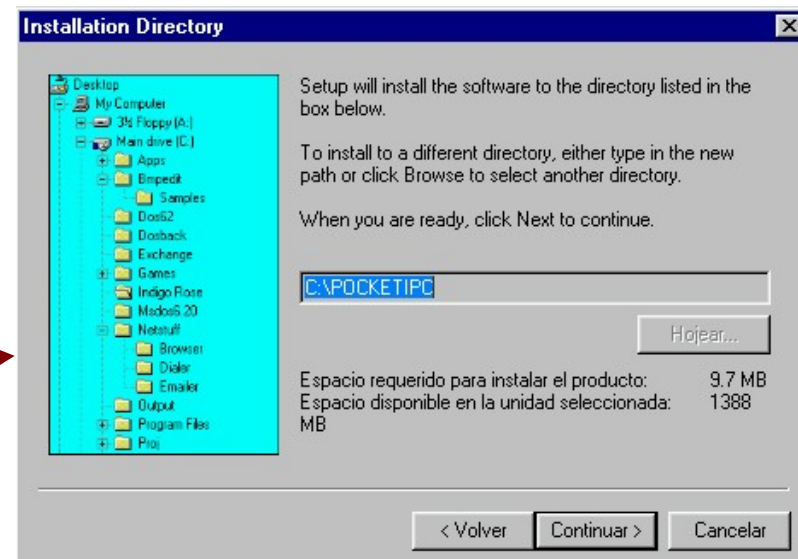 Installation Directory
Desktop
My Computer
3½ Floppy (A:)
Main drive (C:)
Apps
Bmpedit
Samples
Dos62
Dosback
Exchange
Games
Indigo Rose
Msdos6.20
Netstuff
Browser
Dialer
Emailer
Output
Program Files
Proj
Setup will install the software to the directory listed in the
box below.
To install to a different directory, either type in the new
path or click Browse to select another directory.
When you are ready, click Next to continue.
C:\POCKETIPC
Hojear...
Espacio requerido para instalar el producto: 9.7 MB
Espacio disponible en la unidad seleccionada: 1388
MB
< Volver
Continuar >
Cancelar